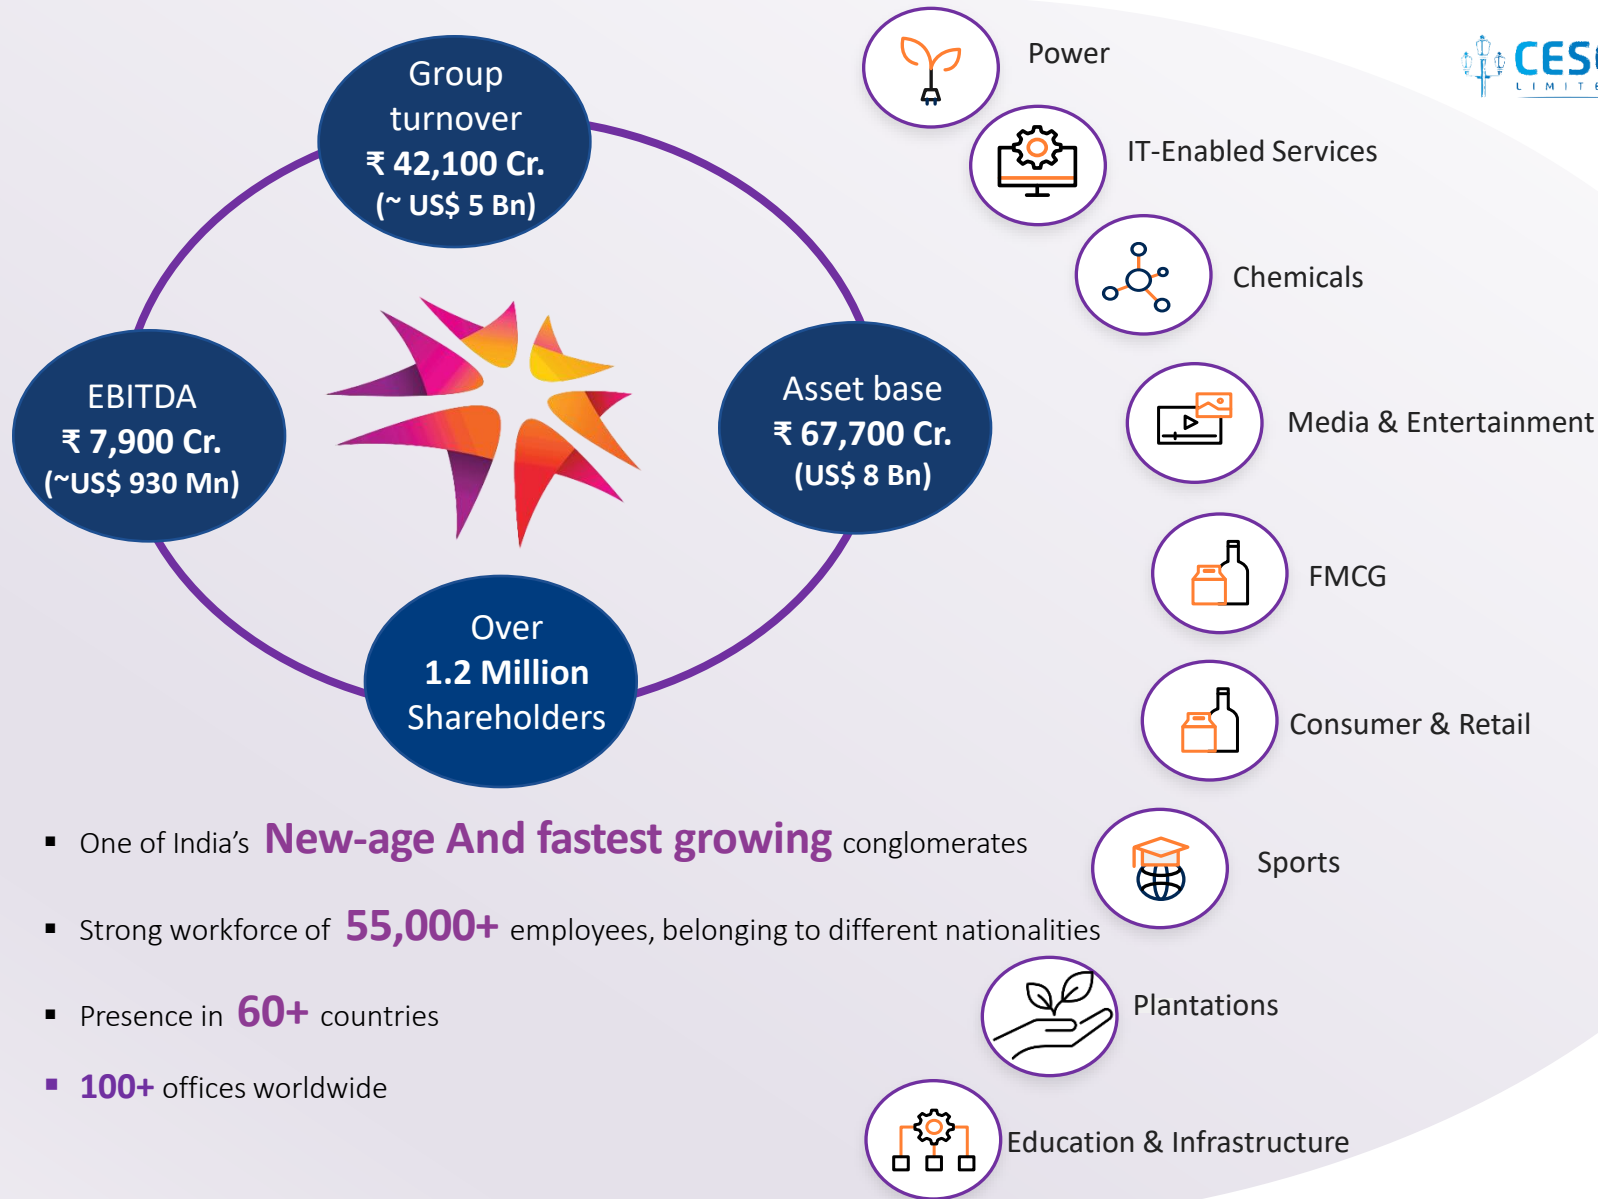 Group
turnover
₹ 42,100 Cr.
(~ US$ 5 Bn)
EBITDA
₹ 7,900 Cr.
(~US$ 930 Mn)
Asset base
₹ 67,700 Cr.
(US$ 8 Bn)
Over
1.2 Million
Shareholders
▪ One of India's New-age And fastest growing conglomerates
▪ Strong workforce of 55,000+ employees, belonging to different nationalities
▪ Presence in 60+ countries
▪ 100+ offices worldwide
Power
IT-Enabled Services
Chemicals
Media & Entertainment
FMCG
Consumer & Retail
Sports
Plantations
Education & Infrastructure